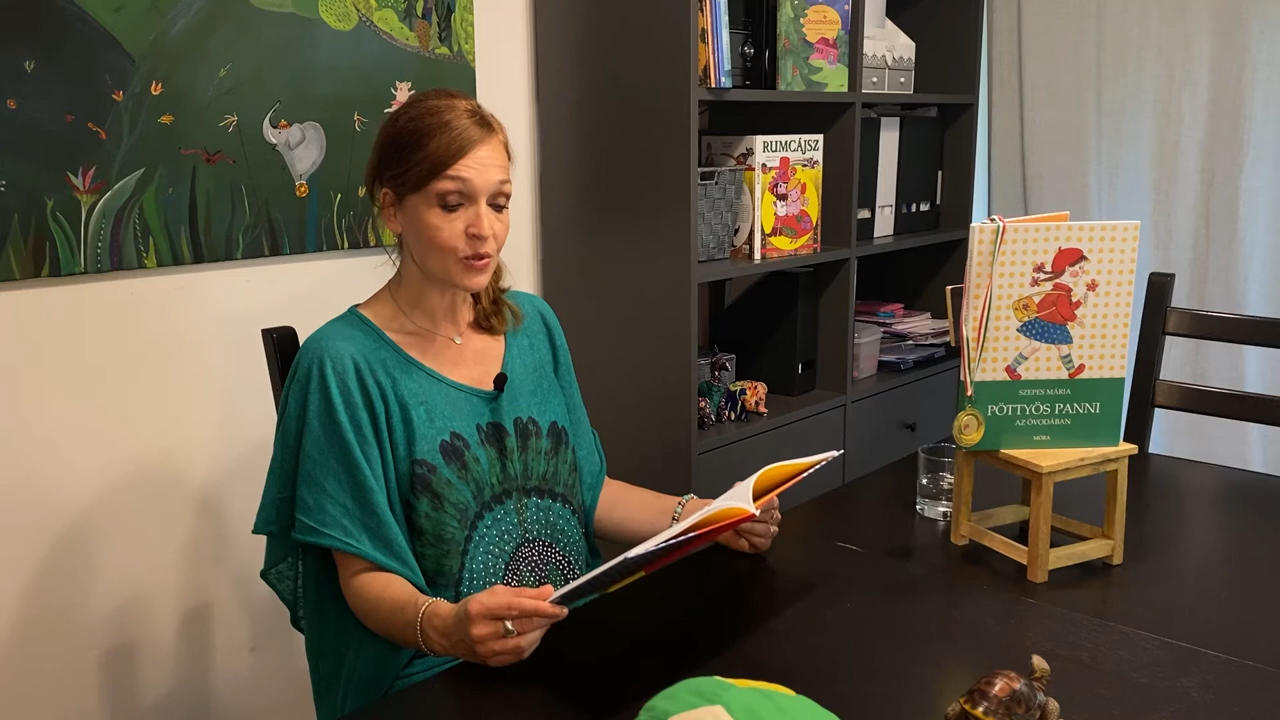 RUMCÁJSZ
SZEPES MÁRIA
PÖTTYÖS PANNI
AZ ÓVODÁBAN
MÓRA